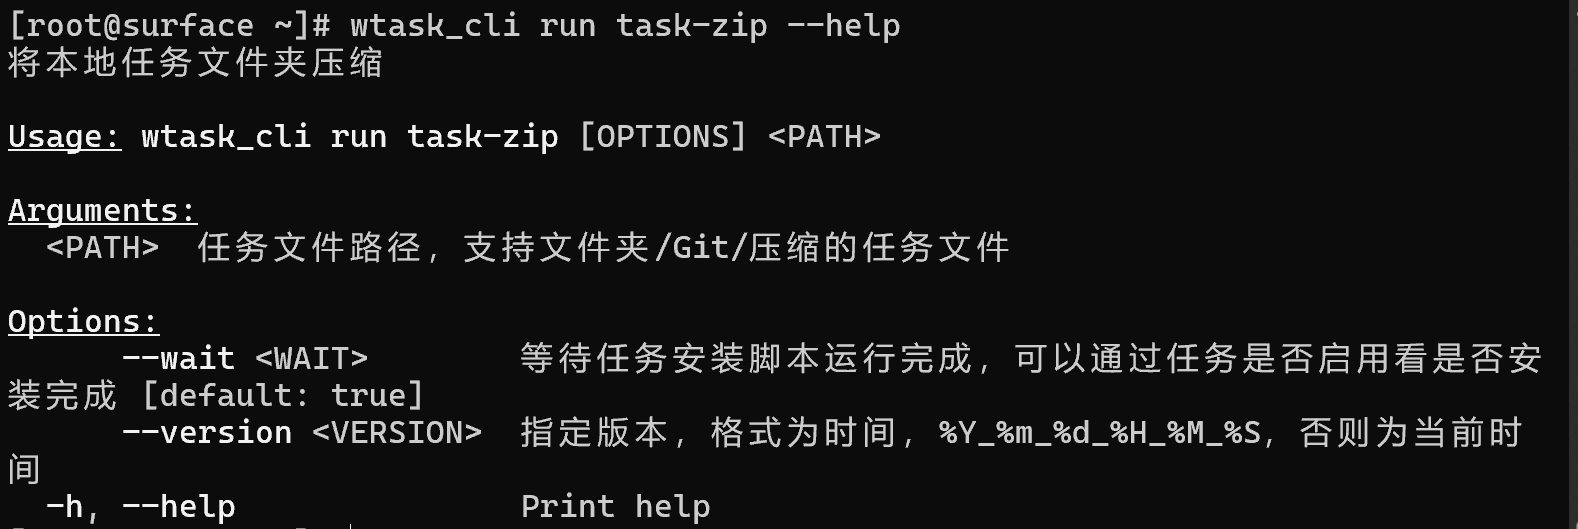 [root@surface ~]# wtask_cli run task-zip --help
将本地任务文件夹压缩
Usage: wtask_cli run task-zip [OPTIONS] <PATH>
Arguments:
<PATH> 任务文件路径，支持文件夹/Git/压缩的任务文件
Options:
--wait <WAIT> 等待任务安装脚本运行完成，可以通过任务是否启用看是否安
装完成 [default: true]
--version <VERSION> 指定版本，格式为时间，%Y_%m_%d_%H_%M_%S，否则为当前时
间
-h, --help Print help